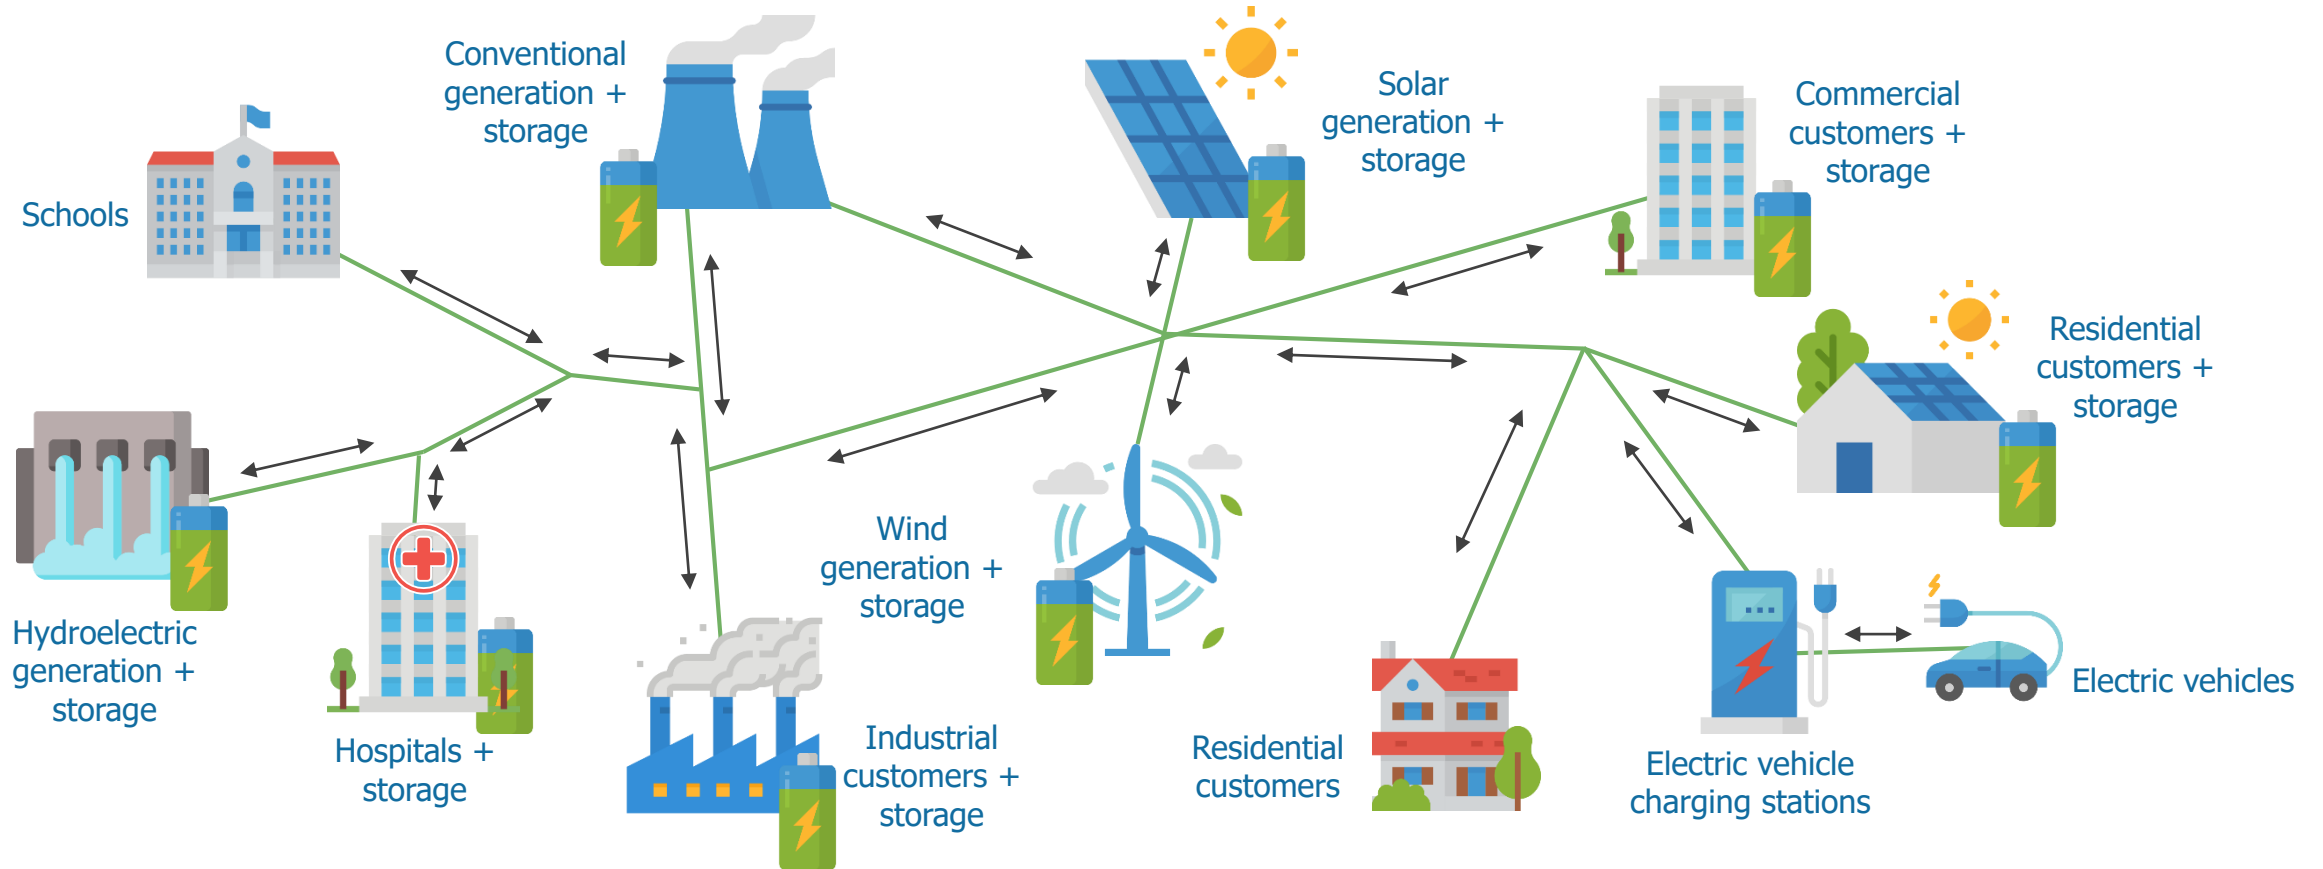 Conventional
generation +
storage
Solar
generation +
storage
Commercial
customers +
storage
Schools
Residential
customers +
storage
Wind
generation +
storage
Hydroelectric
generation +
storage
Hospitals +
storage
Industrial
customers +
storage
Residential
customers
Electric vehicle
charging stations
Electric vehicles